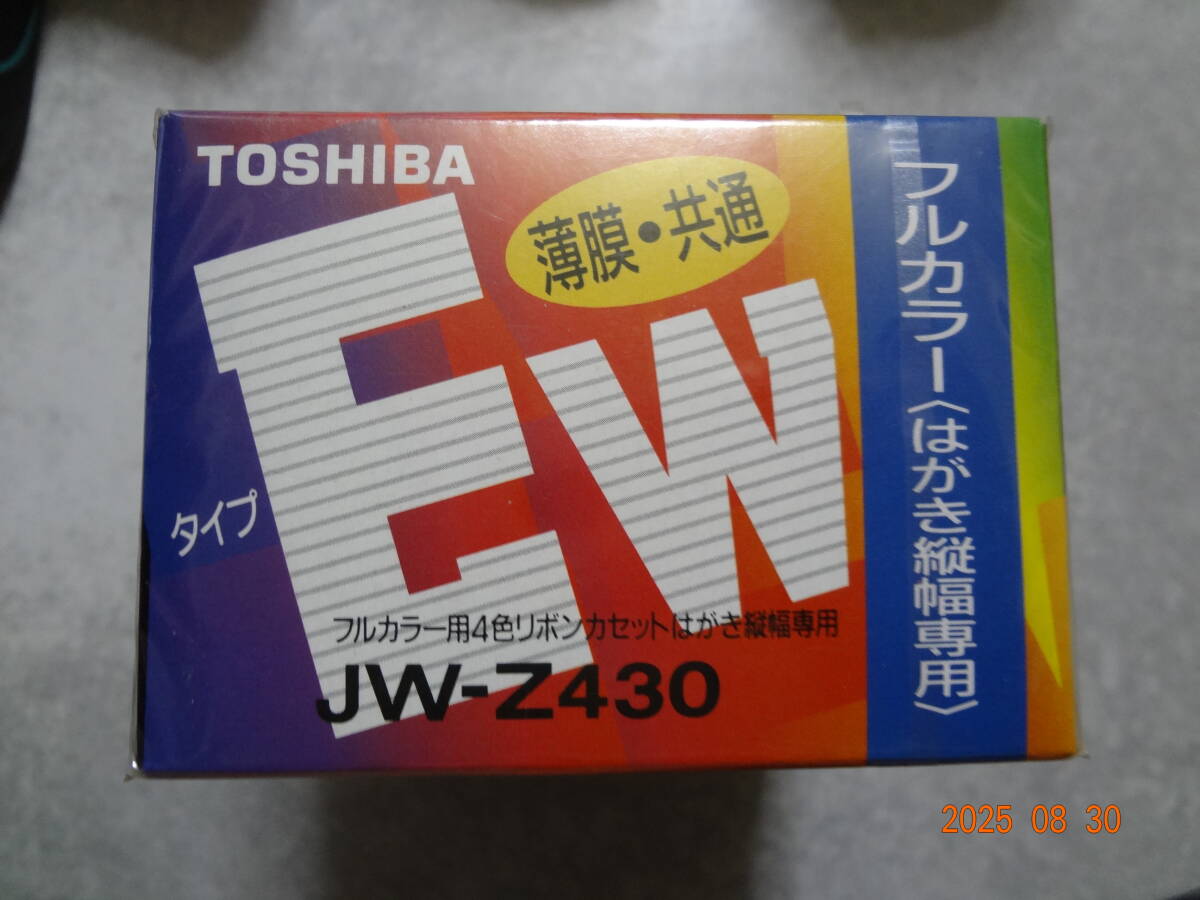 TOSHIBA
薄膜・共通
タイプ
EW
フルカラー用4色リボンカセットはがき縦幅専用
JW-Z430
フルカラー〈はがき縦幅専用〉
2025 08 30